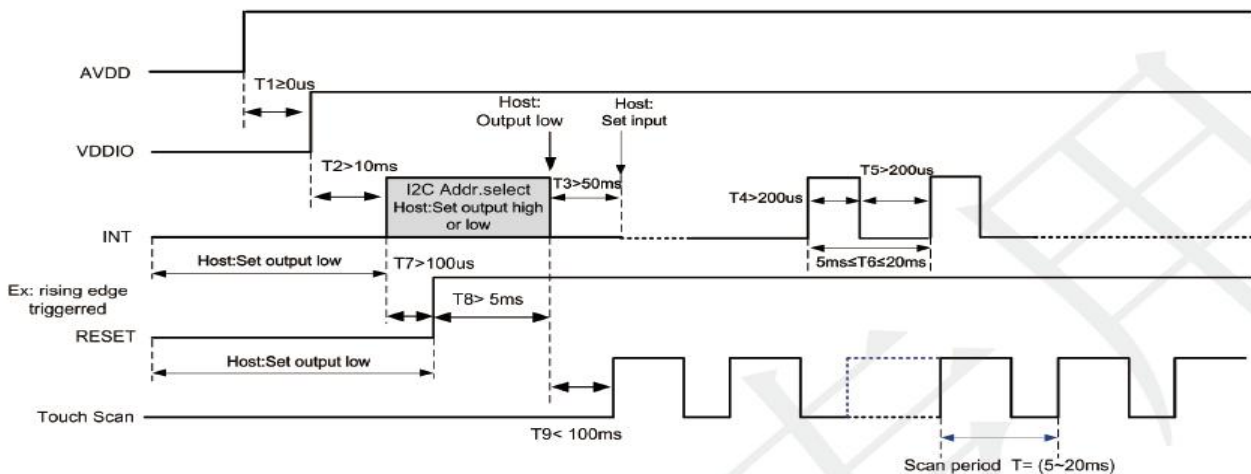 AVDD
T1≥0us
VDDIO
Host:
Output low
Host:
Set input
T2>10ms
I2C Addr.select
Host:Set output high
or low
T3>50ms
T4>200us
T5>200us
INT
Host:Set output low
T7>100us
5ms≤T6≤20ms
Ex: rising edge
triggerred
T8> 5ms
RESET
Host:Set output low
Touch Scan
T9< 100ms
Scan period T= (5~20ms)